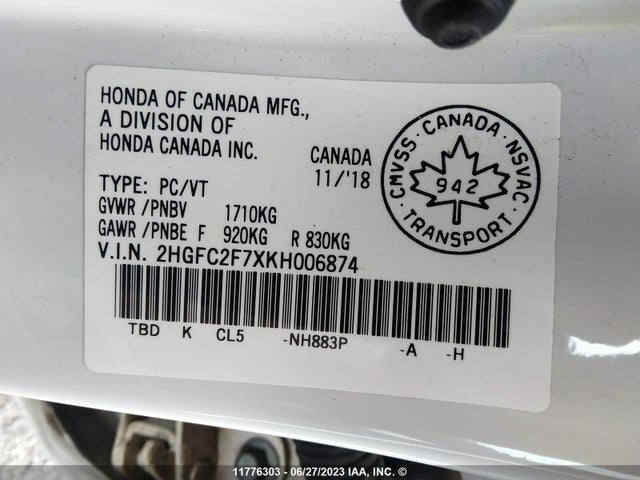 HONDA OF CANADA MFG.,
A DIVISION OF
HONDA CANADA INC.
CANADA
11/'18
TYPE: PC/VT
GVWR/PNBV 1710KG
GAWR/PNBE F 920KG R 830KG
V.I.N. 2HGFC2F7XKH006874
TBD K CL5 -NH883P -A -H
CMVSS · CANADA · NSVAC
942
TRANSPORT
11776303 - 06/27/2023 IAA, INC. ©